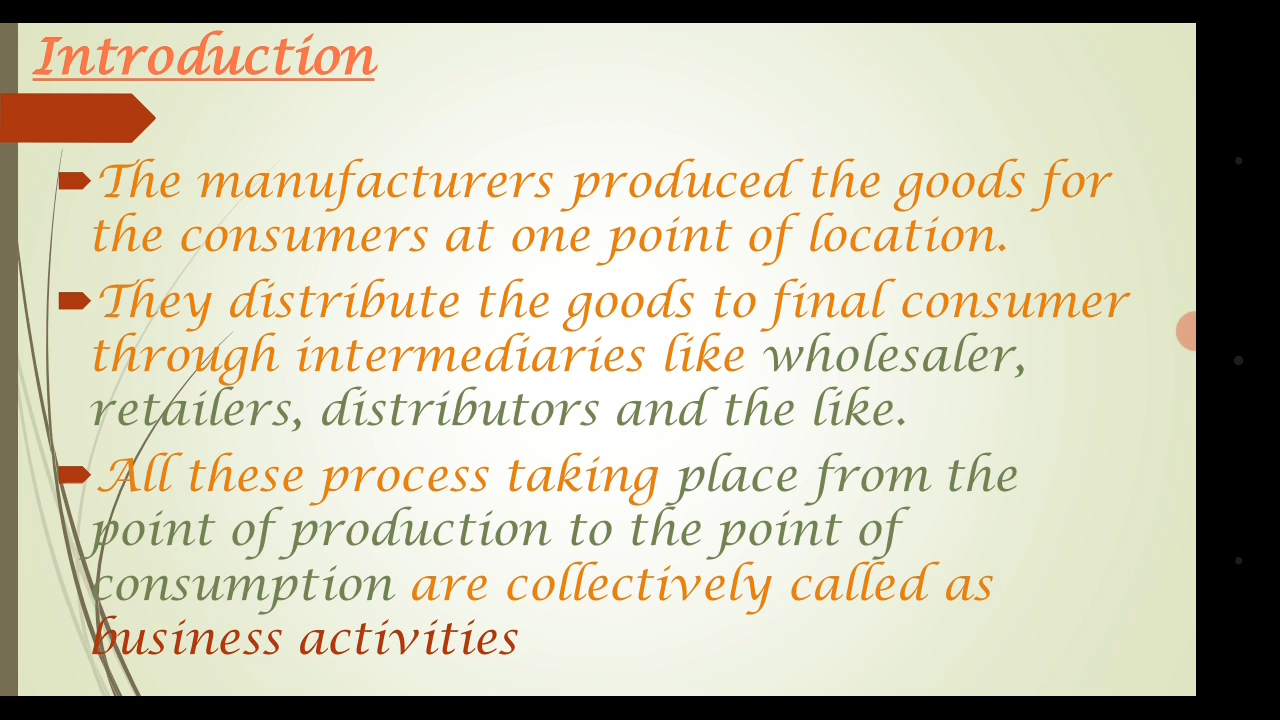 Introduction
The manufacturers produced the goods for
the consumers at one point of location.
They distribute the goods to final consumer
through intermediaries like wholesaler,
retailers, distributors and the like.
All these process taking place from the
point of production to the point of
consumption are collectively called as
business activities